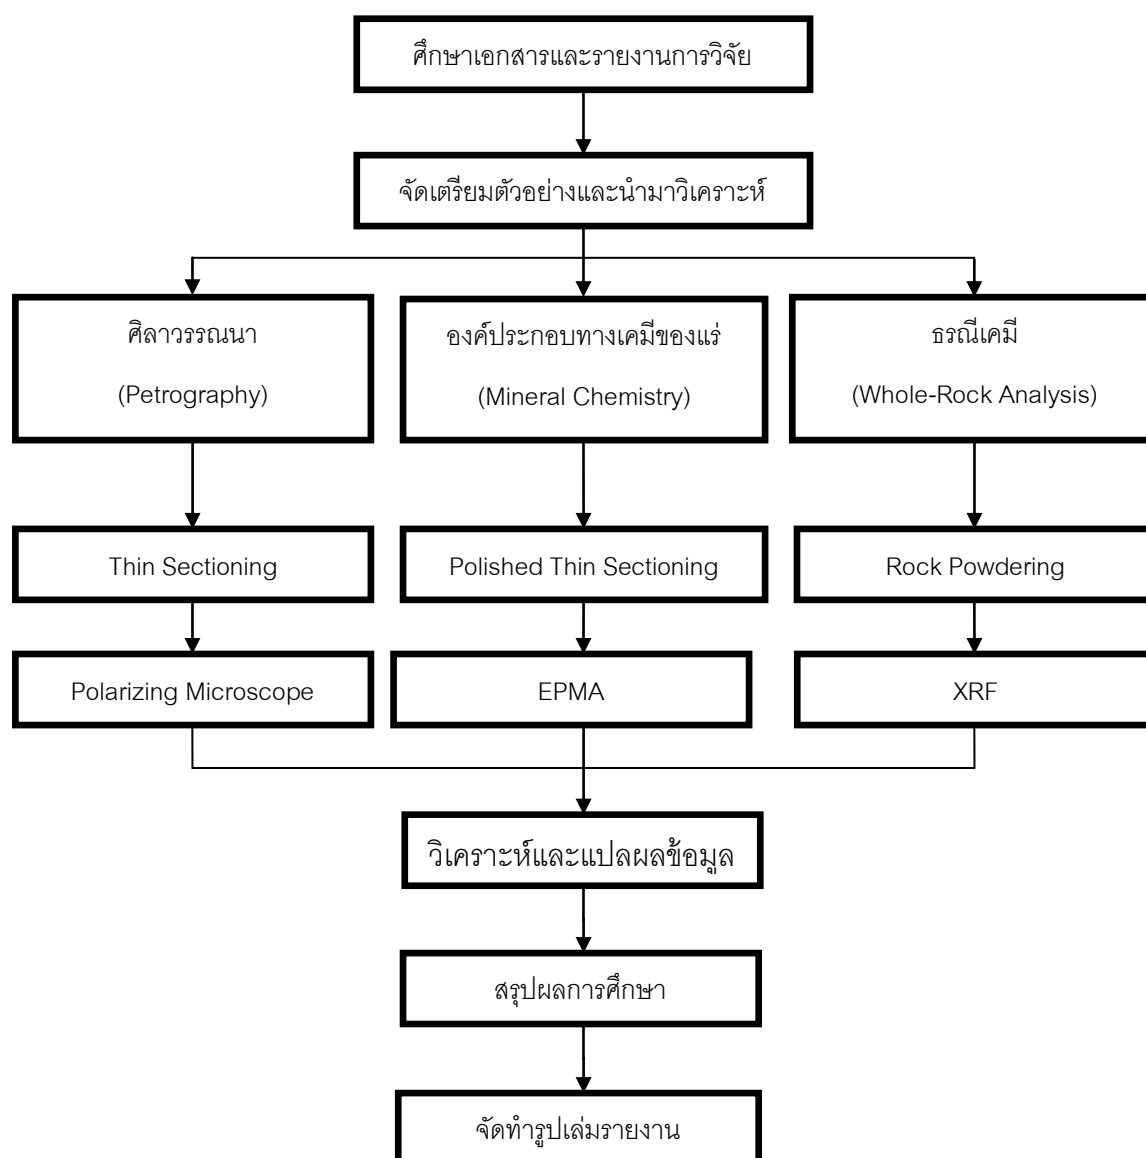 ศึกษาเอกสารและรายงานการวิจัย
จัดเตรียมตัวอย่างและนำมาวิเคราะห์
ศิลาวรรณนา
(Petrography)
องค์ประกอบทางเคมีของแร่
(Mineral Chemistry)
ธรณีเคมี
(Whole-Rock Analysis)
Thin Sectioning
Polished Thin Sectioning
Rock Powdering
Polarizing Microscope
EPMA
XRF
วิเคราะห์และแปลผลข้อมูล
สรุปผลการศึกษา
จัดทำรูปเล่มรายงาน